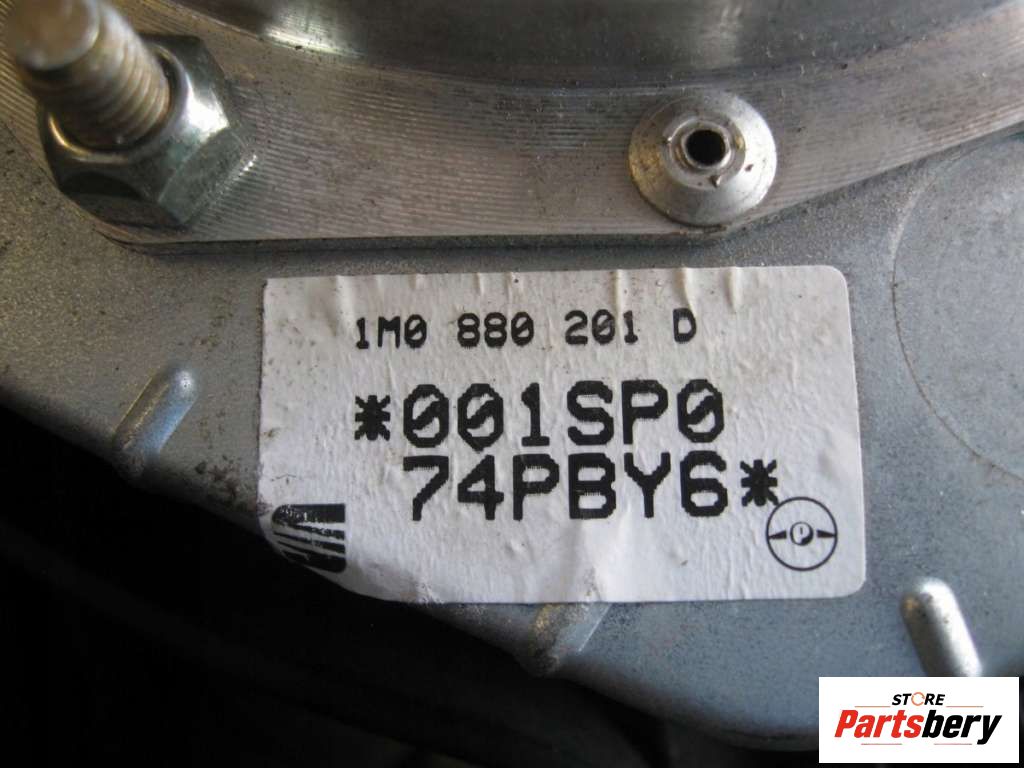 1M0 880 201 D
*001SP0
74PBY6*
P
STORE
Partsbery